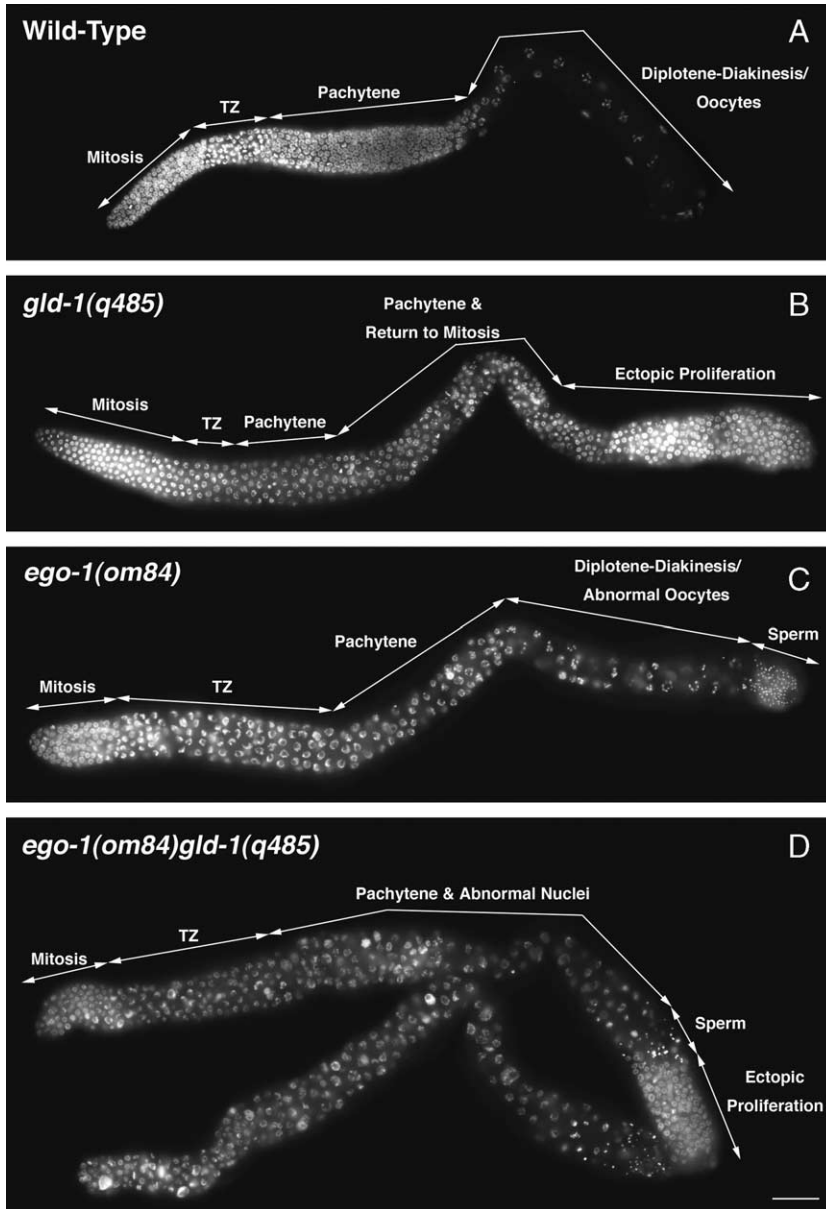 Wild-Type
A
Mitosis
TZ
Pachytene
Diplotene-Diakinesis/
Oocytes
gld-1(q485)
B
Mitosis
TZ
Pachytene
Pachytene &
Return to Mitosis
Ectopic Proliferation
ego-1(om84)
C
Mitosis
TZ
Pachytene
Diplotene-Diakinesis/
Abnormal Oocytes
Sperm
ego-1(om84)gld-1(q485)
D
Mitosis
TZ
Pachytene & Abnormal Nuclei
Sperm
Ectopic
Proliferation